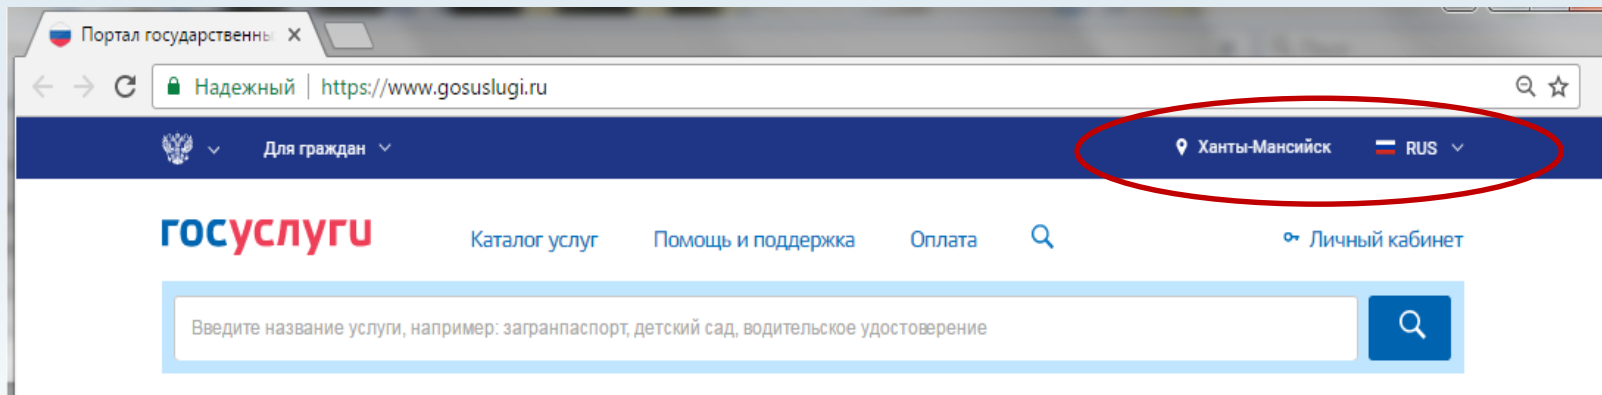 Портал государственны
Надежный https://www.gosuslugi.ru
Для граждан Ханты-Мансийск RUS
госуслуги Каталог услуг Помощь и поддержка Оплата Личный кабинет
Введите название услуги, например: загранпаспорт, детский сад, водительское удостоверение